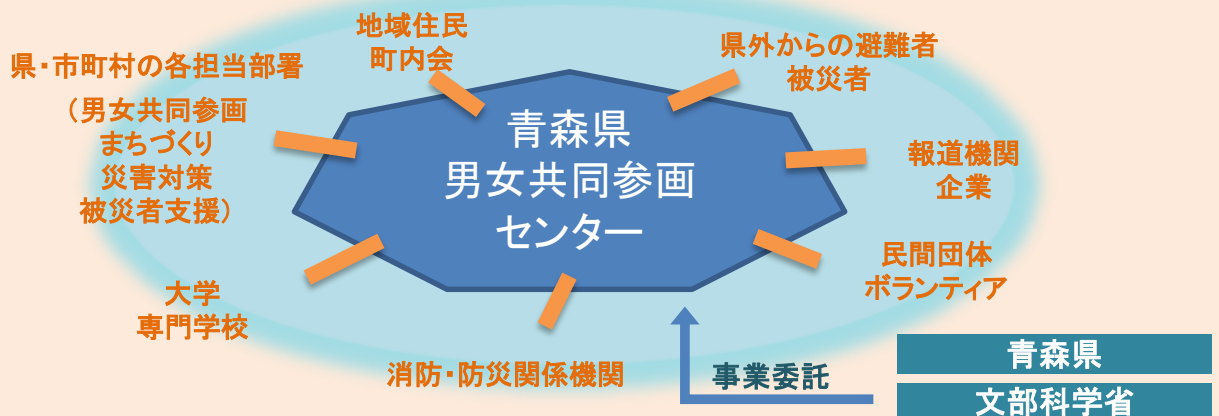 地域住民
町内会
県外からの避難者
被災者
県・市町村の各担当部署
（男女共同参画
まちづくり
災害対策
被災者支援）
青森県
男女共同参画
センター
報道機関
企業
民間団体
ボランティア
大学
専門学校
消防・防災関係機関
事業委託
青森県
文部科学省